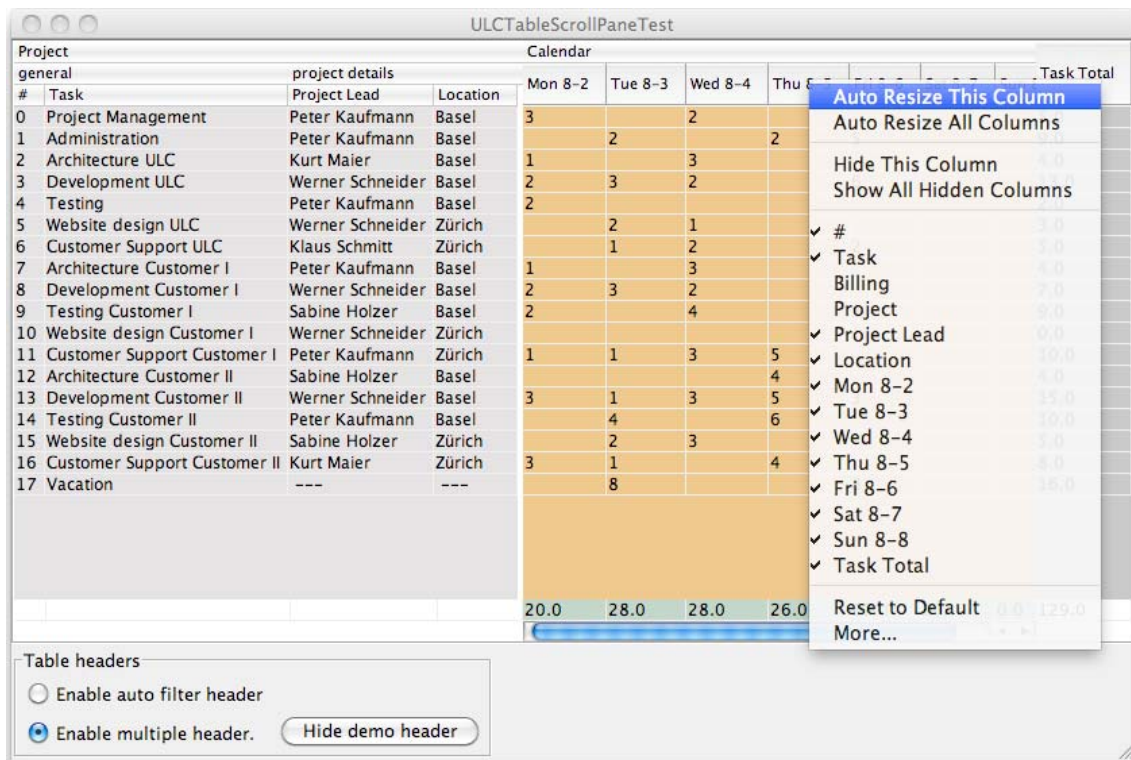 ULCTableScrollPaneTest
Project Calendar
general project details Mon 8-2 Tue 8-3 Wed 8-4 Thu Task Total
# Task Project Lead Location
0 Project Management Peter Kaufmann Basel 3 2
1 Administration Peter Kaufmann Basel 2 2
2 Architecture ULC Kurt Maier Basel 1 3
3 Development ULC Werner Schneider Basel 2 3 2
4 Testing Peter Kaufmann Basel 2
5 Website design ULC Werner Schneider Zürich 2 1
6 Customer Support ULC Klaus Schmitt Zürich 1 2
7 Architecture Customer I Peter Kaufmann Basel 1 3
8 Development Customer I Werner Schneider Basel 2 3 2
9 Testing Customer I Sabine Holzer Basel 2 4
10 Website design Customer I Werner Schneider Zürich
11 Customer Support Customer I Peter Kaufmann Zürich 1 1 3 5
12 Architecture Customer II Sabine Holzer Basel 4
13 Development Customer II Werner Schneider Basel 3 1 3 5
14 Testing Customer II Peter Kaufmann Basel 4 6
15 Website design Customer II Sabine Holzer Zürich 2 3
16 Customer Support Customer II Kurt Maier Zürich 3 1 4
17 Vacation --- --- 8
20.0 28.0 28.0 26.0 0.0 129.0
Auto Resize This Column
Auto Resize All Columns
Hide This Column
Show All Hidden Columns
#
Task
Billing
Project
Project Lead
Location
Mon 8-2
Tue 8-3
Wed 8-4
Thu 8-5
Fri 8-6
Sat 8-7
Sun 8-8
Task Total
Reset to Default
More...
Table headers
Enable auto filter header
Enable multiple header. Hide demo header